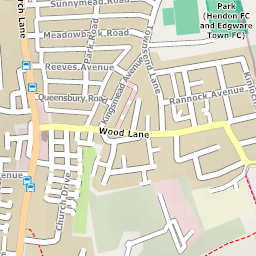 Sunnymead Road
Park
(Hendon FC
and Edgware
Town FC)
Church Lane
Meadowbank Road
Park Road
Reeves Avenue
Kingsmead Avenue
Townsend Lane
Queensbury Road
Rannock Avenue
Wood Lane
Church Drive